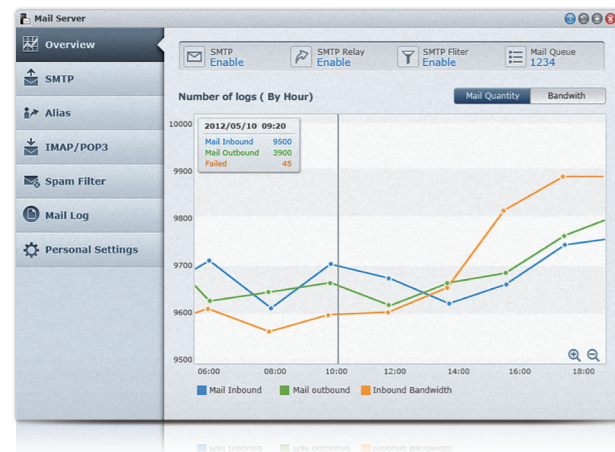 Mail Server
Overview
SMTP
Alias
IMAP/POP3
Spam Filter
Mail Log
Personal Settings
SMTP
Enable
SMTP Relay
Enable
SMTP Fliter
Enable
Mail Queue
1234
Number of logs ( By Hour)
Mail Quantity
Bandwith
10000
9900
9800
9700
9600
9500
2012/05/10 09:20
Mail Inbound 9500
Mail Outbound 3900
Failed 45
06:00 08:00 10:00 12:00 14:00 16:00 18:00
Mail Inbound Mail outbound Inbound Bandwidth